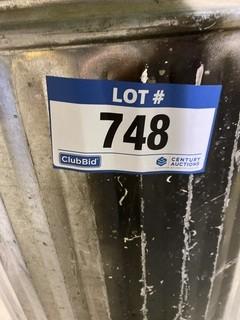 LOT #
748
ClubBid
CENTURY
AUCTIONS